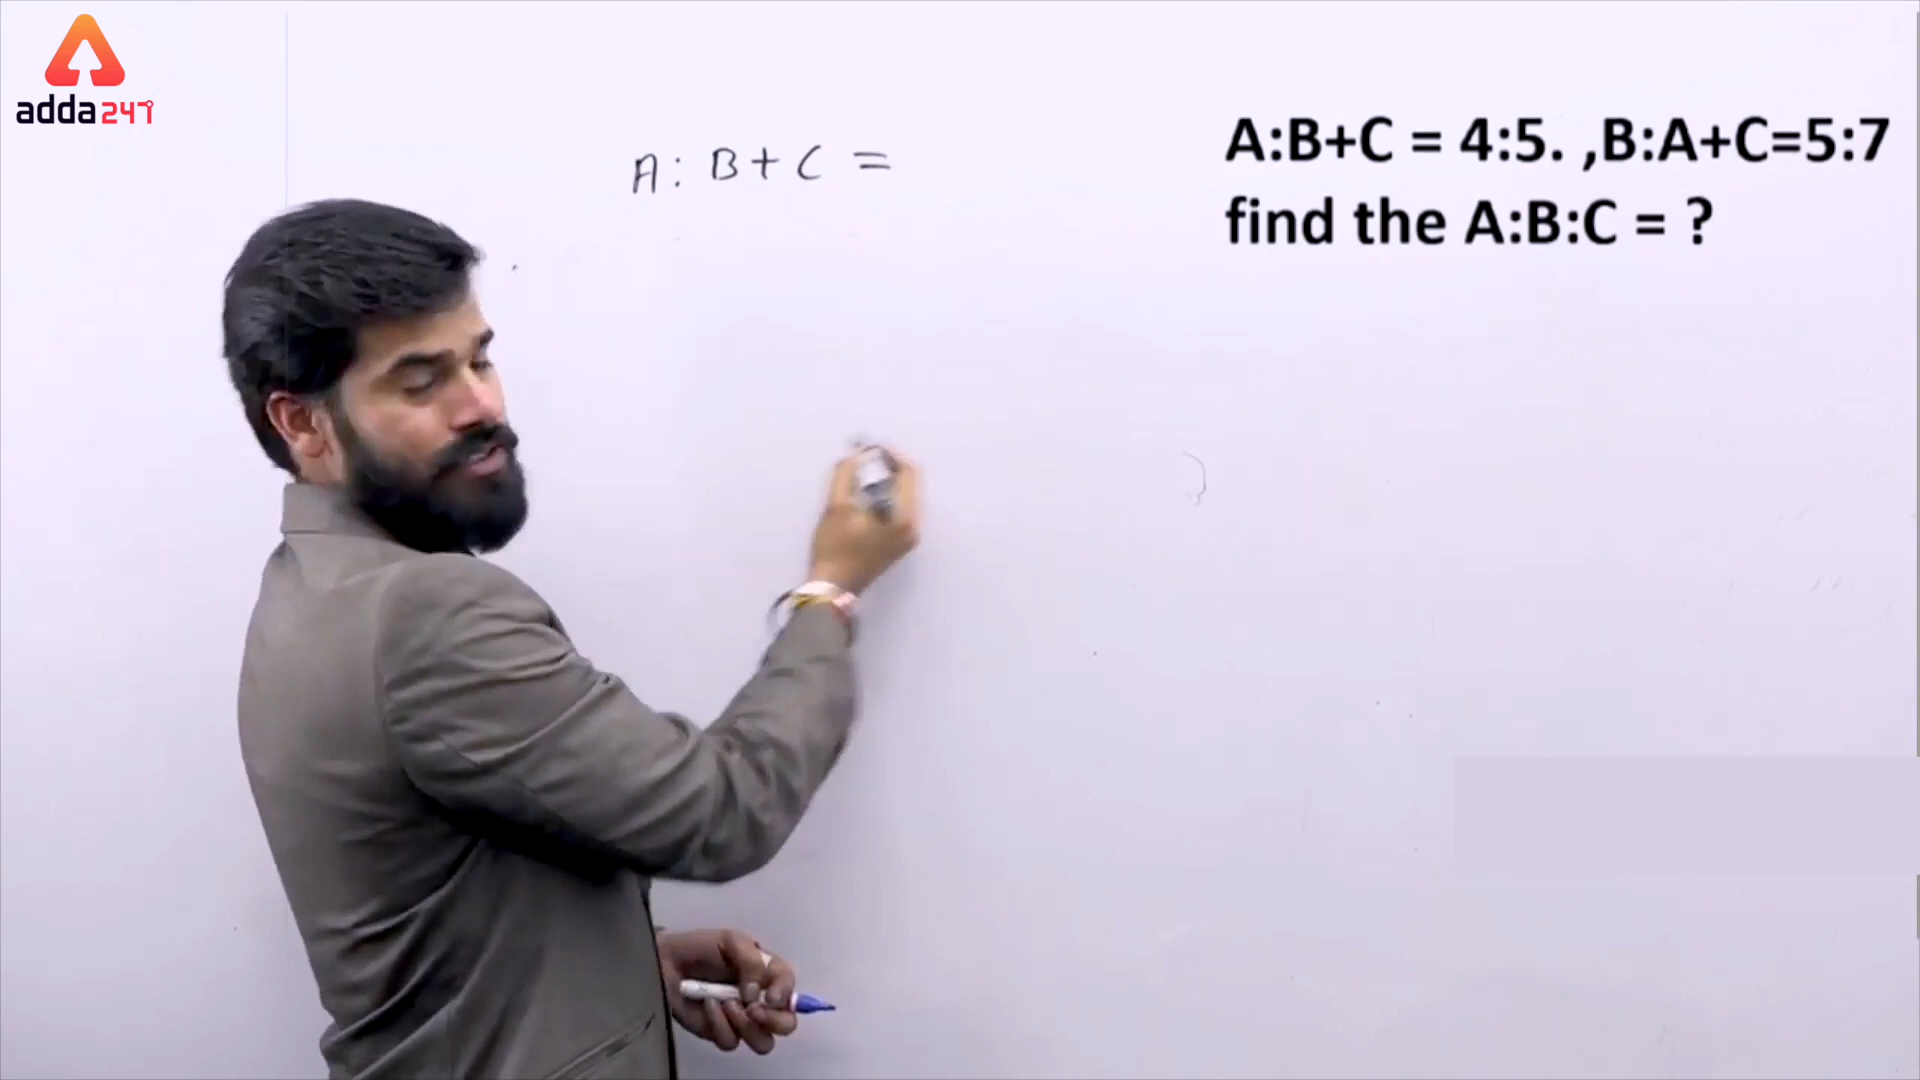 adda247
A: B+C =
A:B+C = 4:5. ,B:A+C=5:7
find the A:B:C = ?